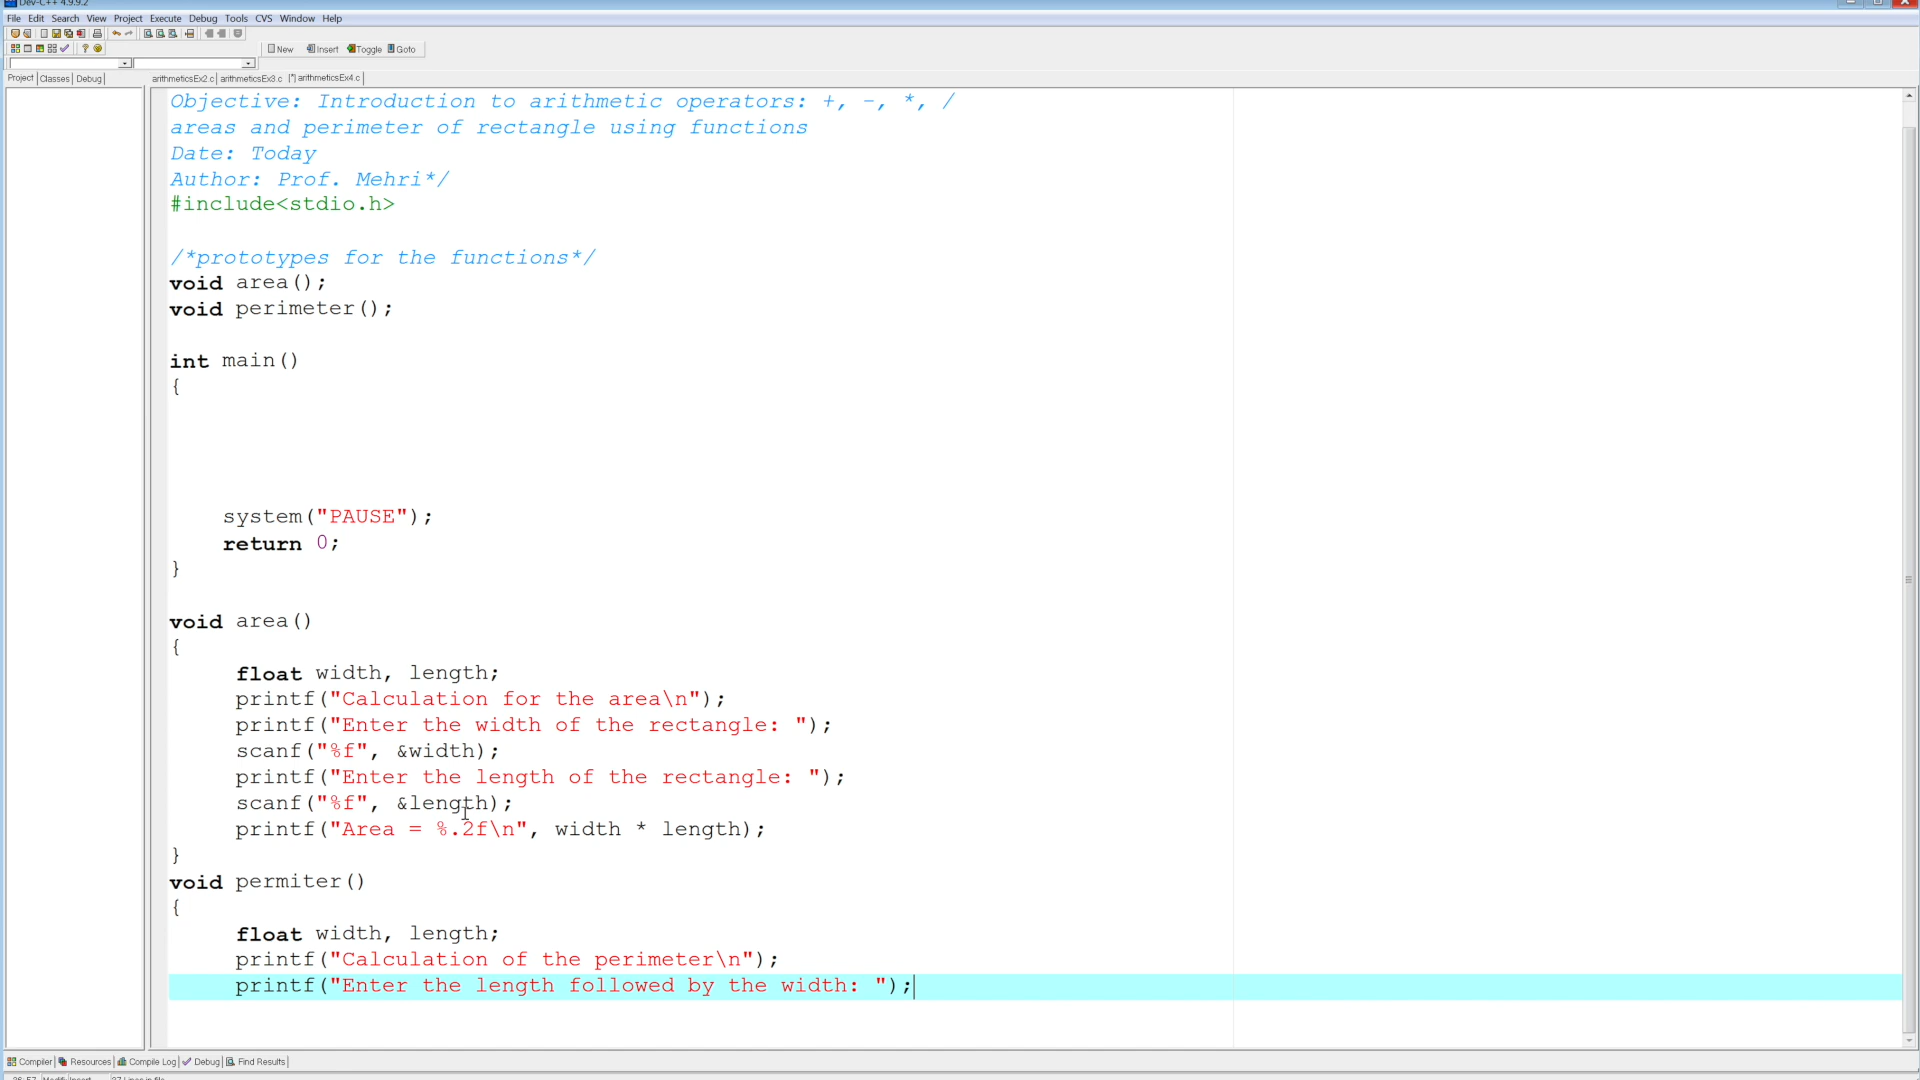 Dev-C++ 4.9.9.2
File Edit Search View Project Execute Debug Tools CVS Window Help
New Insert Toggle Goto
Project Classes Debug
arithmeticsEx2.c arithmeticsEx3.c [*] arithmeticsEx4.c
Objective: Introduction to arithmetic operators: +, -, *, /
areas and perimeter of rectangle using functions
Date: Today
Author: Prof. Mehri*/
#include<stdio.h>
/*prototypes for the functions*/
void area();
void perimeter();
int main()
{
system("PAUSE");
return 0;
}
void area()
{
float width, length;
printf("Calculation for the area\n");
printf("Enter the width of the rectangle: ");
scanf("%f", &width);
printf("Enter the length of the rectangle: ");
scanf("%f", &length);
printf("Area = %.2f\n", width * length);
}
void permiter()
{
float width, length;
printf("Calculation of the perimeter\n");
printf("Enter the length followed by the width: ");
Compiler Resources Compile Log Debug Find Results